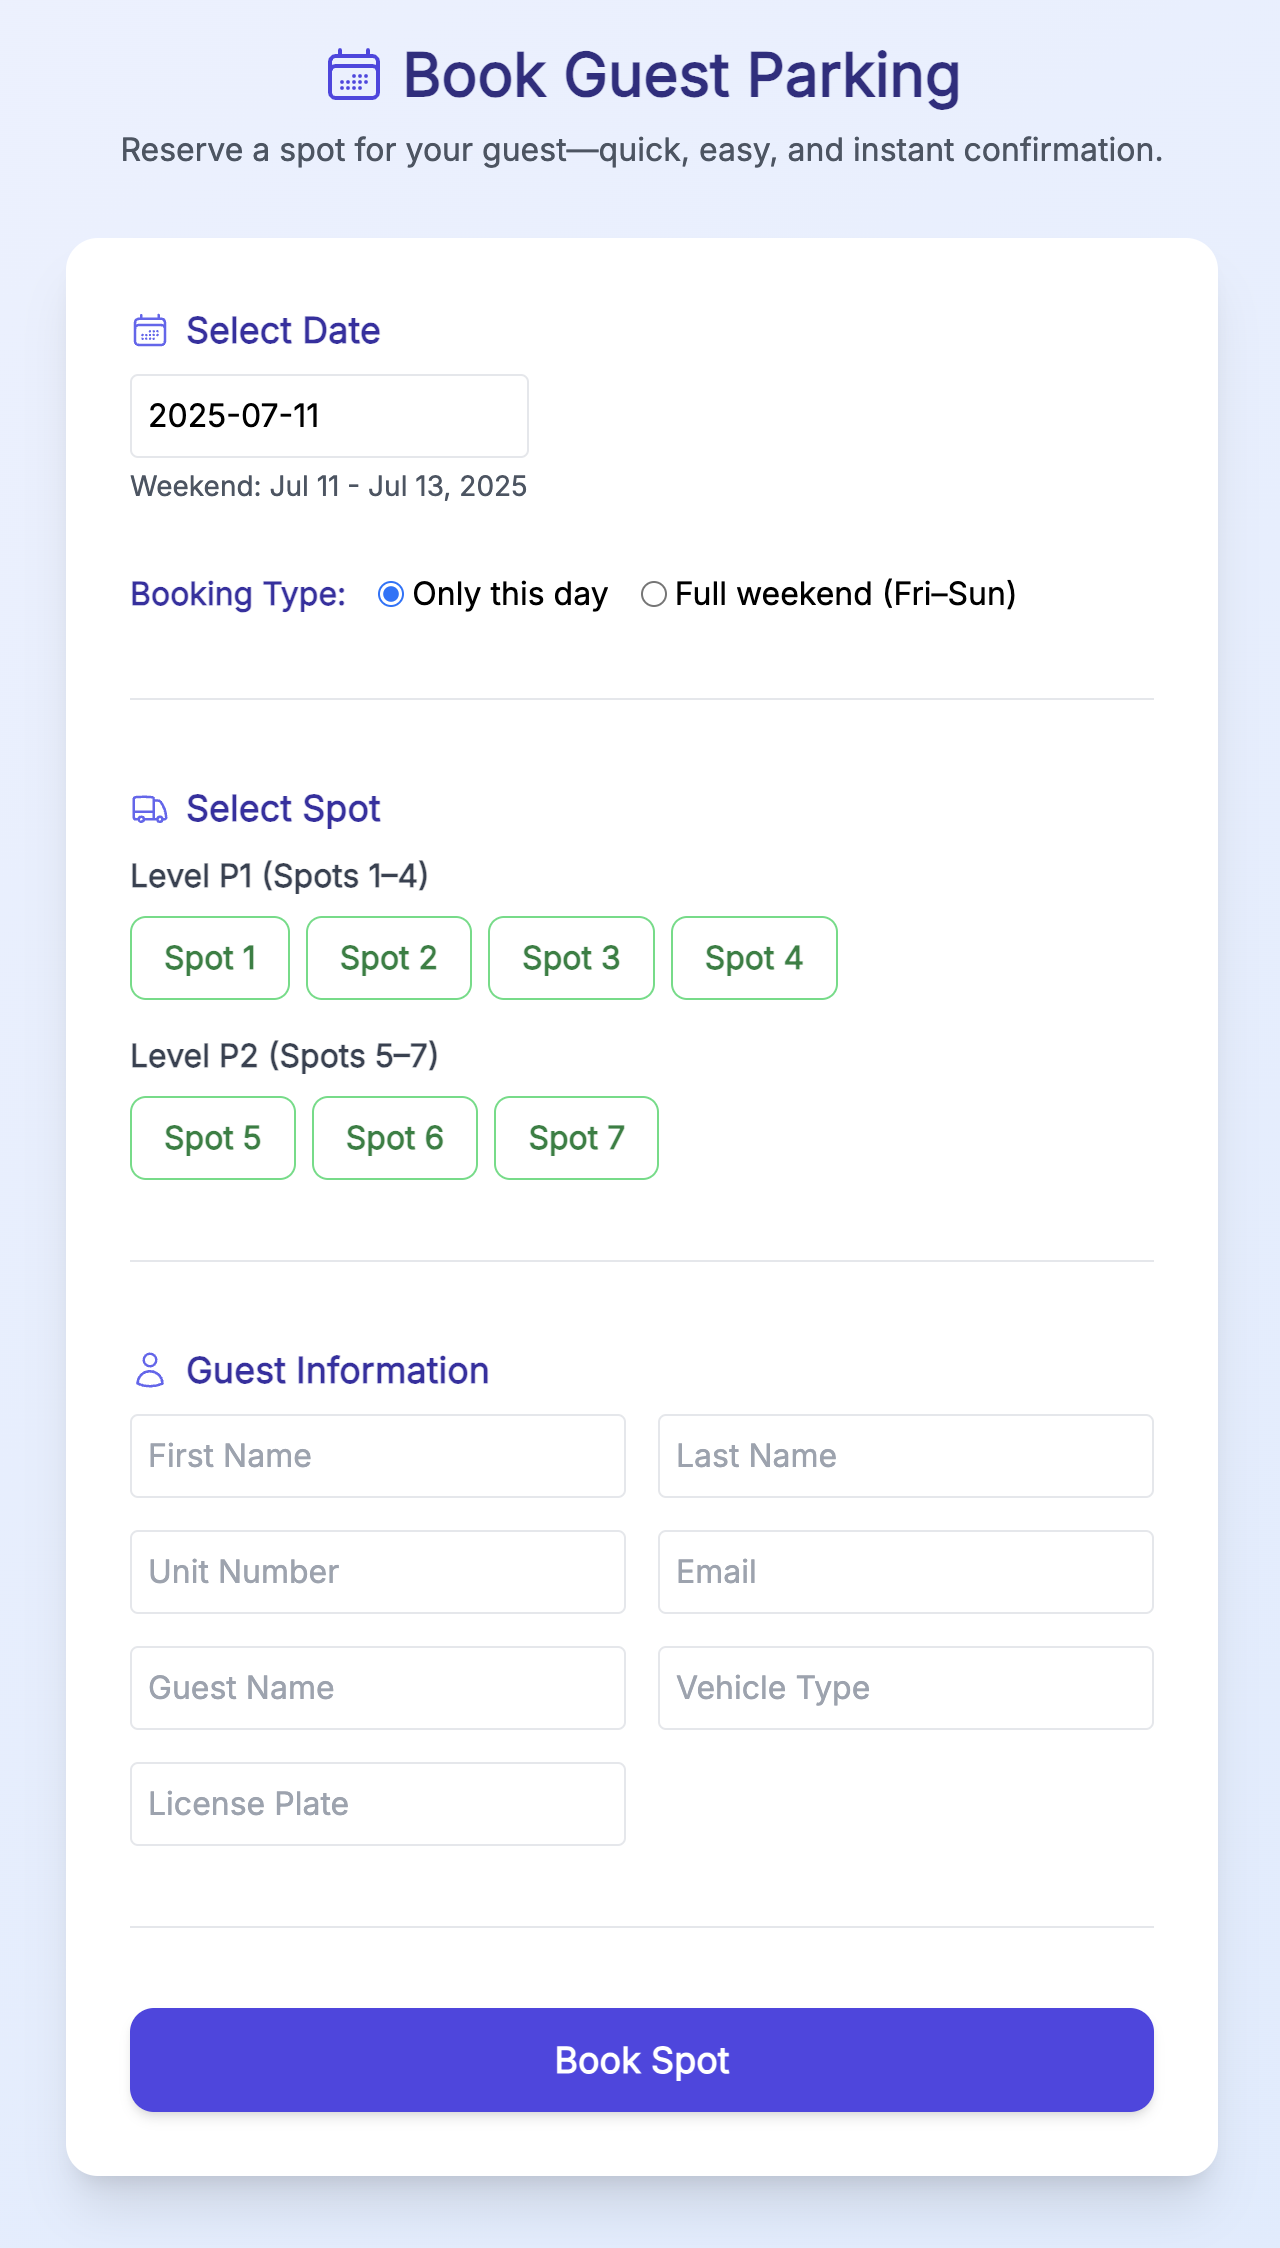 Book Guest Parking
Reserve a spot for your guest—quick, easy, and instant confirmation.
Select Date
2025-07-11
Weekend: Jul 11 - Jul 13, 2025
Booking Type: Only this day Full weekend (Fri–Sun)
Select Spot
Level P1 (Spots 1–4)
Spot 1 Spot 2 Spot 3 Spot 4
Level P2 (Spots 5–7)
Spot 5 Spot 6 Spot 7
Guest Information
First Name Last Name
Unit Number Email
Guest Name Vehicle Type
License Plate
Book Spot